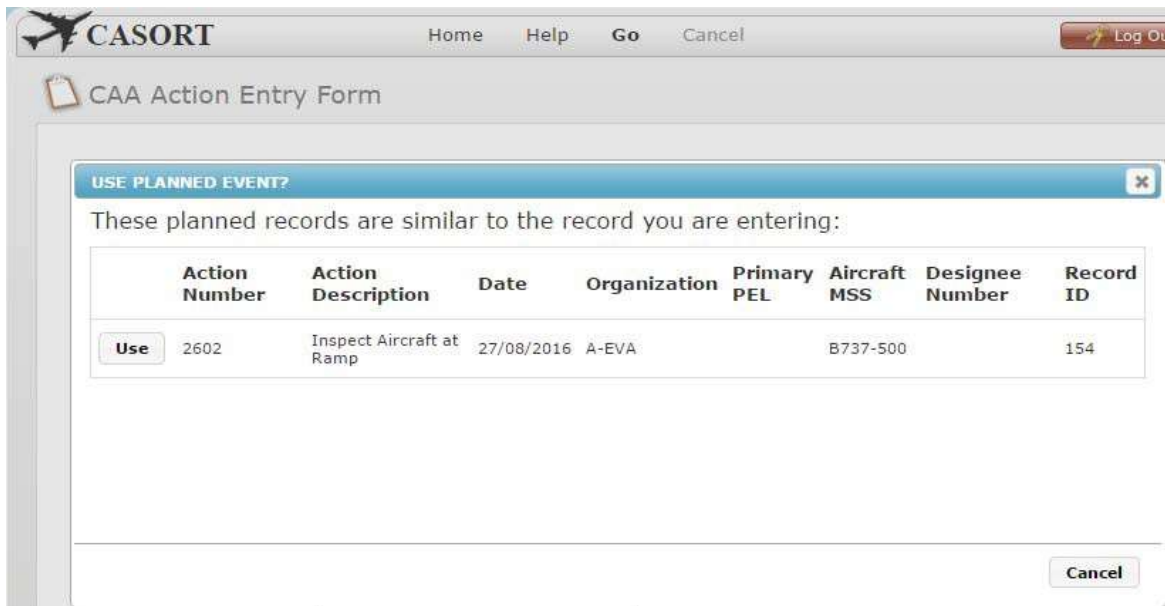 CASORT Home Help Go Cancel Log Ou
CAA Action Entry Form
USE PLANNED EVENT?
These planned records are similar to the record you are entering:
Action Number Action Description Date Organization Primary PEL Aircraft MSS Designee Number Record ID
Use 2602 Inspect Aircraft at Ramp 27/08/2016 A-EVA B737-500 154
Cancel